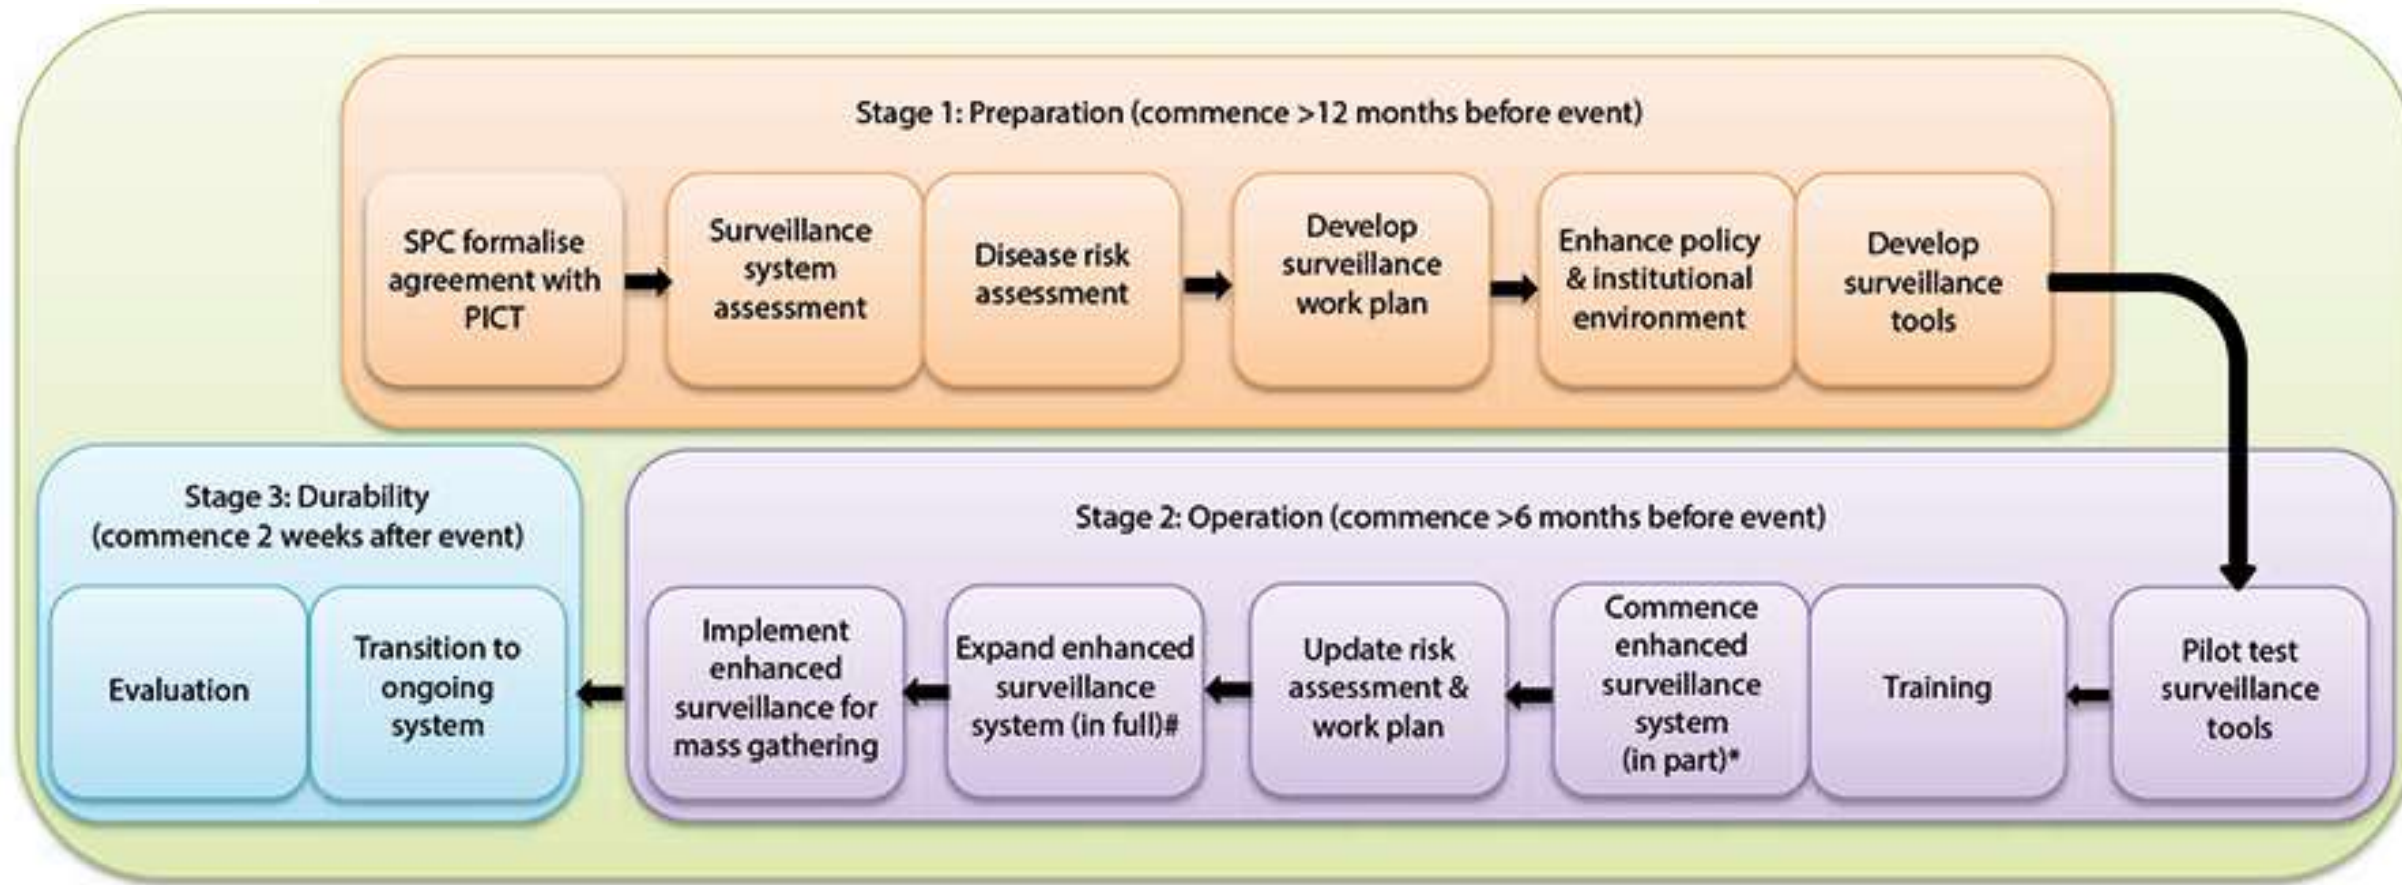 Stage 1: Preparation (commence >12 months before event)
SPC formalise
agreement with
PICT
Surveillance
system
assessment
Disease risk
assessment
Develop
surveillance
work plan
Enhance policy
& institutional
environment
Develop
surveillance
tools
Stage 2: Operation (commence >6 months before event)
Pilot test
surveillance
tools
Training
Commence
enhanced
surveillance
system
(in part)*
Update risk
assessment &
work plan
Expand enhanced
surveillance
system (in full)#
Implement
enhanced
surveillance for
mass gathering
Stage 3: Durability
(commence 2 weeks after event)
Transition to
ongoing
system
Evaluation